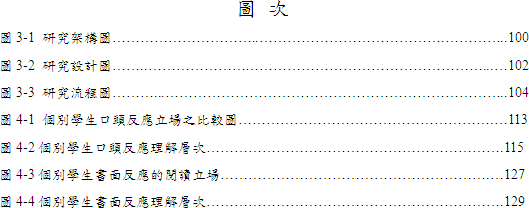 圖 次
圖 3-1 研究架構圖……………………………………………………………………...100
圖 3-2 研究設計圖……………………………………………………………………...102
圖 3-3 研究流程圖………...……………………………………………………………..104
圖 4-1 個別學生口頭反應立場之比較圖………………………………………………113
圖 4-2 個別學生口頭反應理解層次……………………………………………………115
圖 4-3 個別學生書面反應的閱讀立場…………………………………………………127
圖 4-4 個別學生書面反應理解層次……………………………………………………129